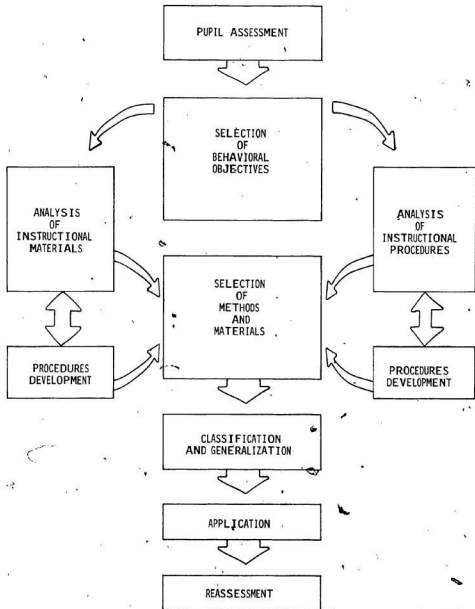 PUPIL ASSESSMENT
SELECTION
OF
BEHAVIORAL
OBJECTIVES
ANALYSIS
OF
INSTRUCTIONAL
MATERIALS
ANALYSIS
OF
INSTRUCTIONAL
PROCEDURES
SELECTION
OF
METHODS
AND
MATERIALS
PROCEDURES
DEVELOPMENT
PROCEDURES
DEVELOPMENT
CLASSIFICATION
AND GENERALIZATION
APPLICATION
REASSESSMENT